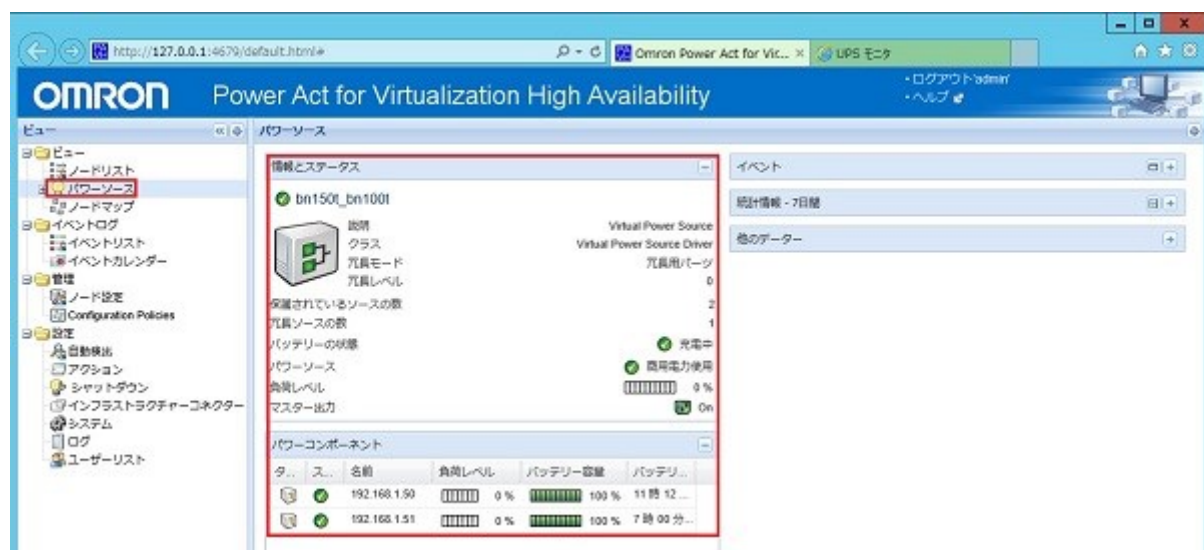 http://127.0.0.1:4679/default.html#
Omron Power Act for Vir... ×
UPS モニタ
OMRON Power Act for Virtualization High Availability
・ログアウト'admin'
・ヘルプ
ビュー
パワーソース
ビュー
ノードリスト
パワーソース
ノードマップ
イベントログ
イベントリスト
イベントカレンダー
管理
ノード設定
Configuration Policies
設定
自動検出
アクション
シャットダウン
インフラストラクチャーコネクター
システム
ログ
ユーザーリスト
情報とステータス
bn150t_bn100t
説明 Virtual Power Source
クラス Virtual Power Source Driver
冗長モード 冗長用パーツ
冗長レベル 0
保護されているソースの数 2
冗長ソースの数 1
バッテリーの状態 充電中
パワーソース 商用電力使用
負荷レベル 0 %
マスター出力 On
パワーコンポーネント
タ... ス... 名前 負荷レベル バッテリー容量 バッテリ...
192.168.1.50 0 % 100 % 11 時 12 ...
192.168.1.51 0 % 100 % 7 時 00 分...
イベント
統計情報 - 7日間
他のデーター